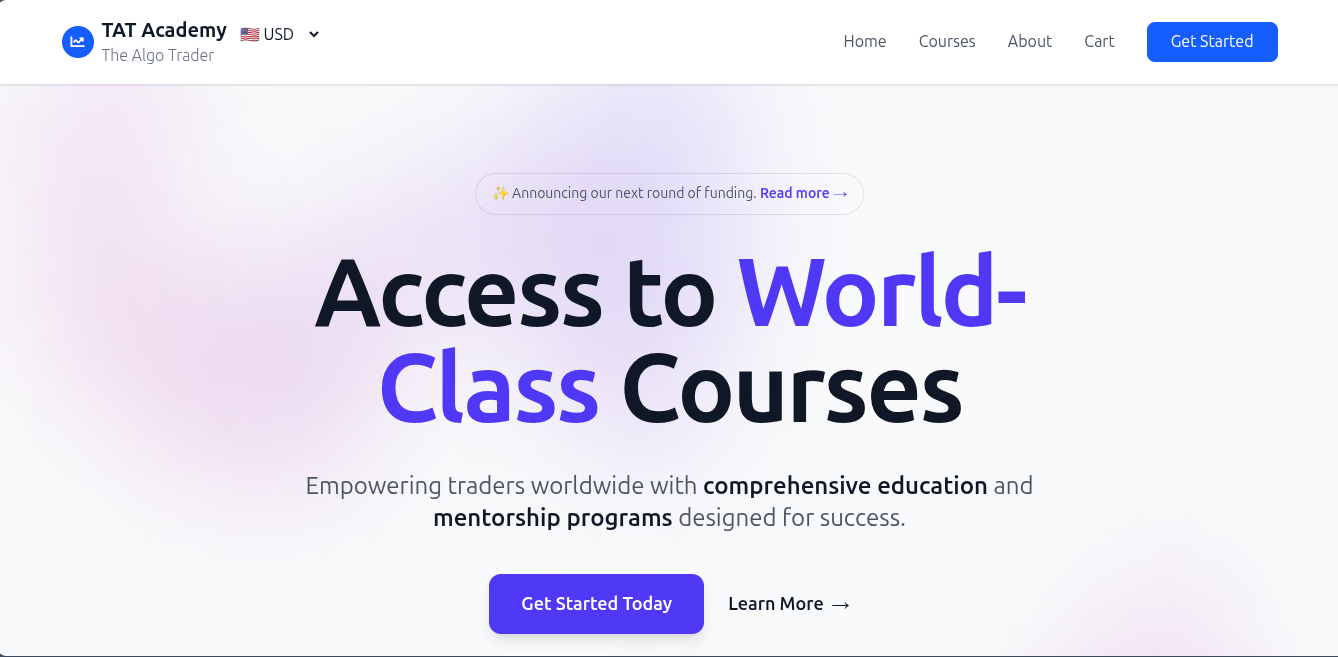 TAT Academy
The Algo Trader
🇺🇸 USD
Home
Courses
About
Cart
Get Started
✨ Announcing our next round of funding. Read more →
Access to World-
Class Courses
Empowering traders worldwide with comprehensive education and
mentorship programs designed for success.
Get Started Today
Learn More →